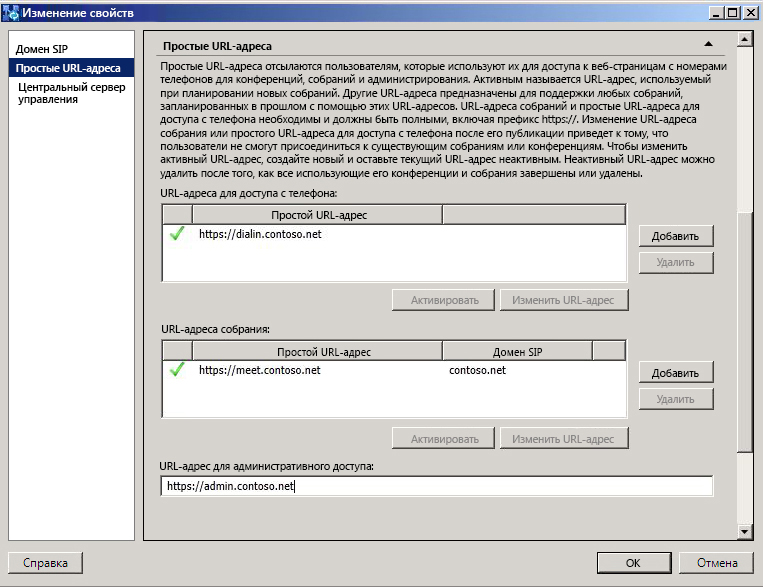 Изменение свойств
Домен SIP
Простые URL-адреса
Центральный сервер
управления
Простые URL-адреса
Простые URL-адреса отсылаются пользователям, которые используют их для доступа к веб-страницам с номерами
телефонов для конференций, собраний и администрирования. Активным называется URL-адрес, используемый
при планировании новых собраний. Другие URL-адреса предназначены для поддержки любых собраний,
запланированных в прошлом с помощью этих URL-адресов. URL-адреса собраний и простые URL-адреса для
доступа с телефона необходимы и должны быть полными, включая префикс https://. Изменение URL-адреса
собрания или простого URL-адреса для доступа с телефона после его публикации приведет к тому, что
пользователи не смогут присоединиться к существующим собраниям или конференциям. Чтобы изменить
активный URL-адрес, создайте новый и оставьте текущий URL-адрес неактивным. Неактивный URL-адрес можно
удалить после того, как все использующие его конференции и собрания завершены или удалены.
URL-адреса для доступа с телефона:
Простой URL-адрес
https://dialin.contoso.net
Добавить
Удалить
Активировать
Изменить URL-адрес
URL-адреса собрания:
Простой URL-адрес
Домен SIP
https://meet.contoso.net
contoso.net
Добавить
Удалить
Активировать
Изменить URL-адрес
URL-адрес для административного доступа:
https://admin.contoso.net
Справка
OK
Отмена